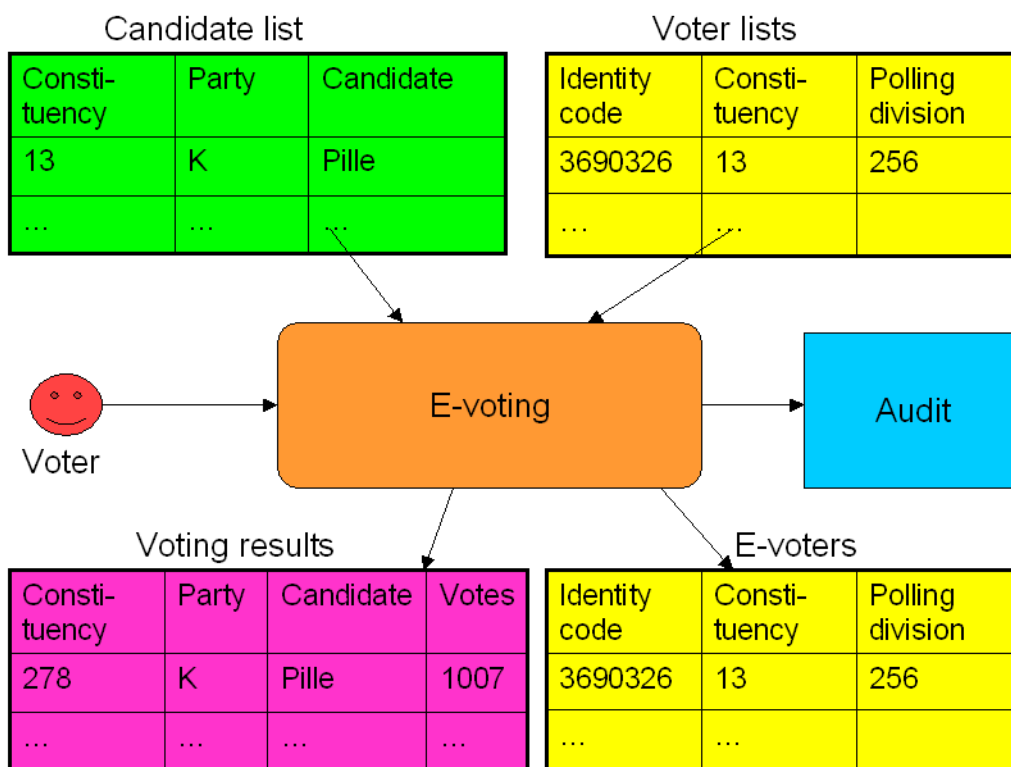 Candidate list
Consti-
tuency
Party
Candidate
13
K
Pille
...
...
...
Voter lists
Identity
code
Consti-
tuency
Polling
division
3690326
13
256
...
...
Voter
E-voting
Audit
Voting results
Consti-
tuency
Party
Candidate
Votes
278
K
Pille
1007
...
...
...
...
E-voters
Identity
code
Consti-
tuency
Polling
division
3690326
13
256
...
...